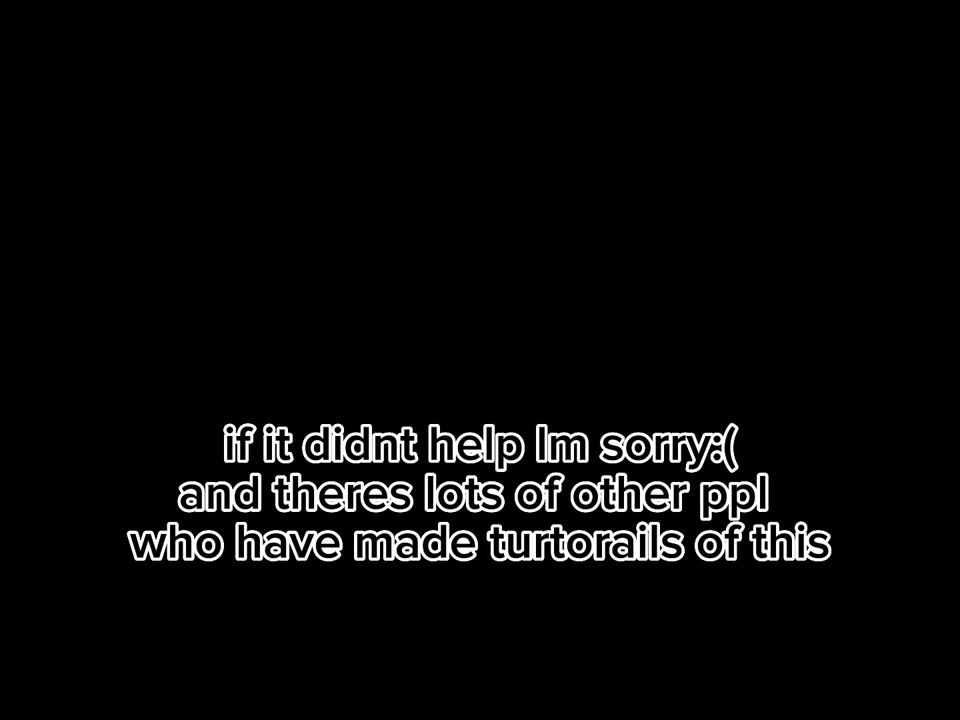 if it didnt help Im sorry:(
and theres lots of other ppl
who have made turtorails of this